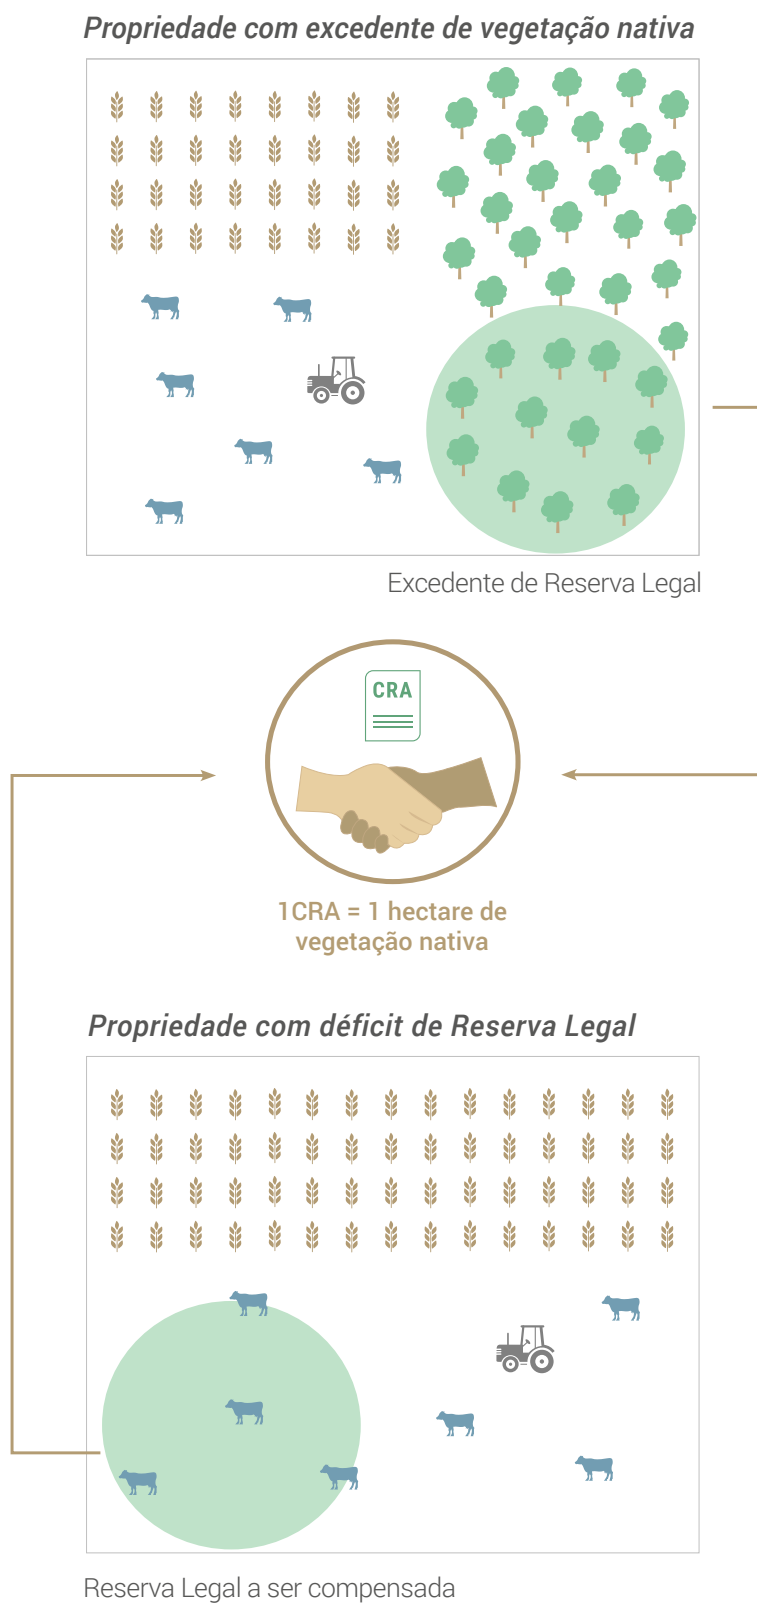 Propriedade com excedente de vegetação nativa
Excedente de Reserva Legal
CRA
1CRA = 1 hectare de
vegetação nativa
Propriedade com déficit de Reserva Legal
Reserva Legal a ser compensada